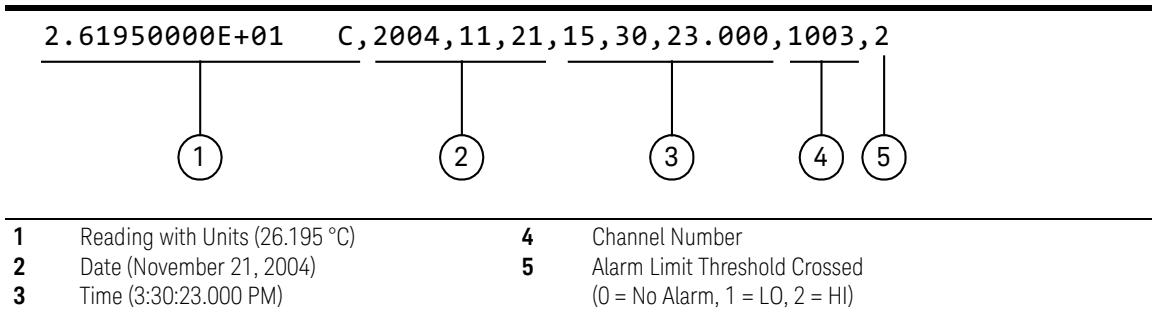 2.61950000E+01 C,2004,11,21,15,30,23.000,1003,2
1 2 3 4 5
1 Reading with Units (26.195 °C)
2 Date (November 21, 2004)
3 Time (3:30:23.000 PM)
4 Channel Number
5 Alarm Limit Threshold Crossed
(0 = No Alarm, 1 = LO, 2 = HI)